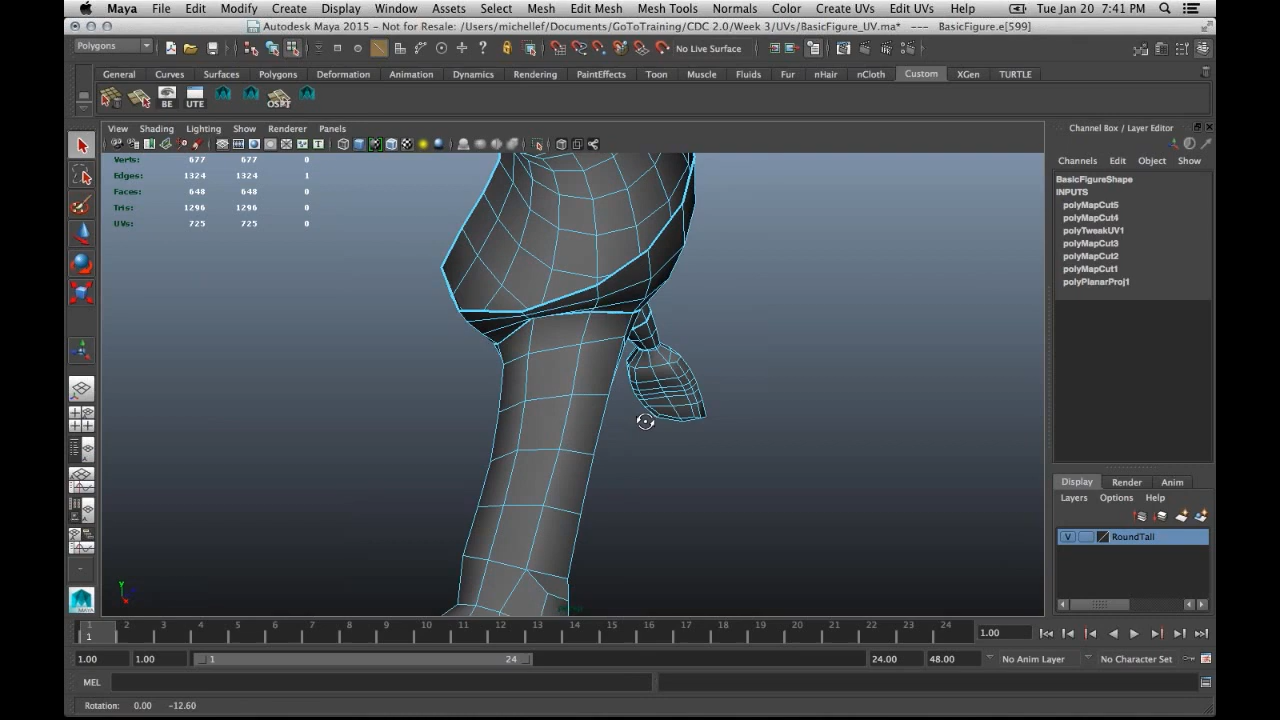 Maya File Edit Modify Create Display Window Assets Select Mesh Edit Mesh Mesh Tools Normals Color Create UVs Edit UVs Help Tue Jan 20 7:41 PM
Autodesk Maya 2015 - Not for Resale: /users/michellef/Documents/GoToTraining/CDC 2.0/Week 3/UVs/BasicFigure_UV.ma* --- BasicFigure.e[599]
Polygons No Live Surface
General Curves Surfaces Polygons Deformation Animation Dynamics Rendering PaintEffects Toon Muscle Fluids Fur nHair nCloth Custom XGen TURTLE
BE UTE OSPT
View Shading Lighting Show Renderer Panels
Channel Box / Layer Editor
Channels Edit Object Show
Verts: 677 677 0
Edges: 1324 1324 1
Faces: 648 648 0
Tris: 1296 1296 0
UVs: 725 725 0
BasicFigureShape
INPUTS
polyMapCut5
polyMapCut4
polyTweakUV1
polyMapCut3
polyMapCut2
polyMapCut1
polyPlanarProj1
Display Render Anim
Layers Options Help
V RoundTall
Y
persp
MAYA
1 2 3 4 5 6 7 8 9 10 11 12 13 14 15 16 17 18 19 20 21 22 23 24
1 1.00
1.00 1.00 1 24 24.00 48.00 No Anim Layer No Character Set
MEL
Rotation: 0.00 -12.60